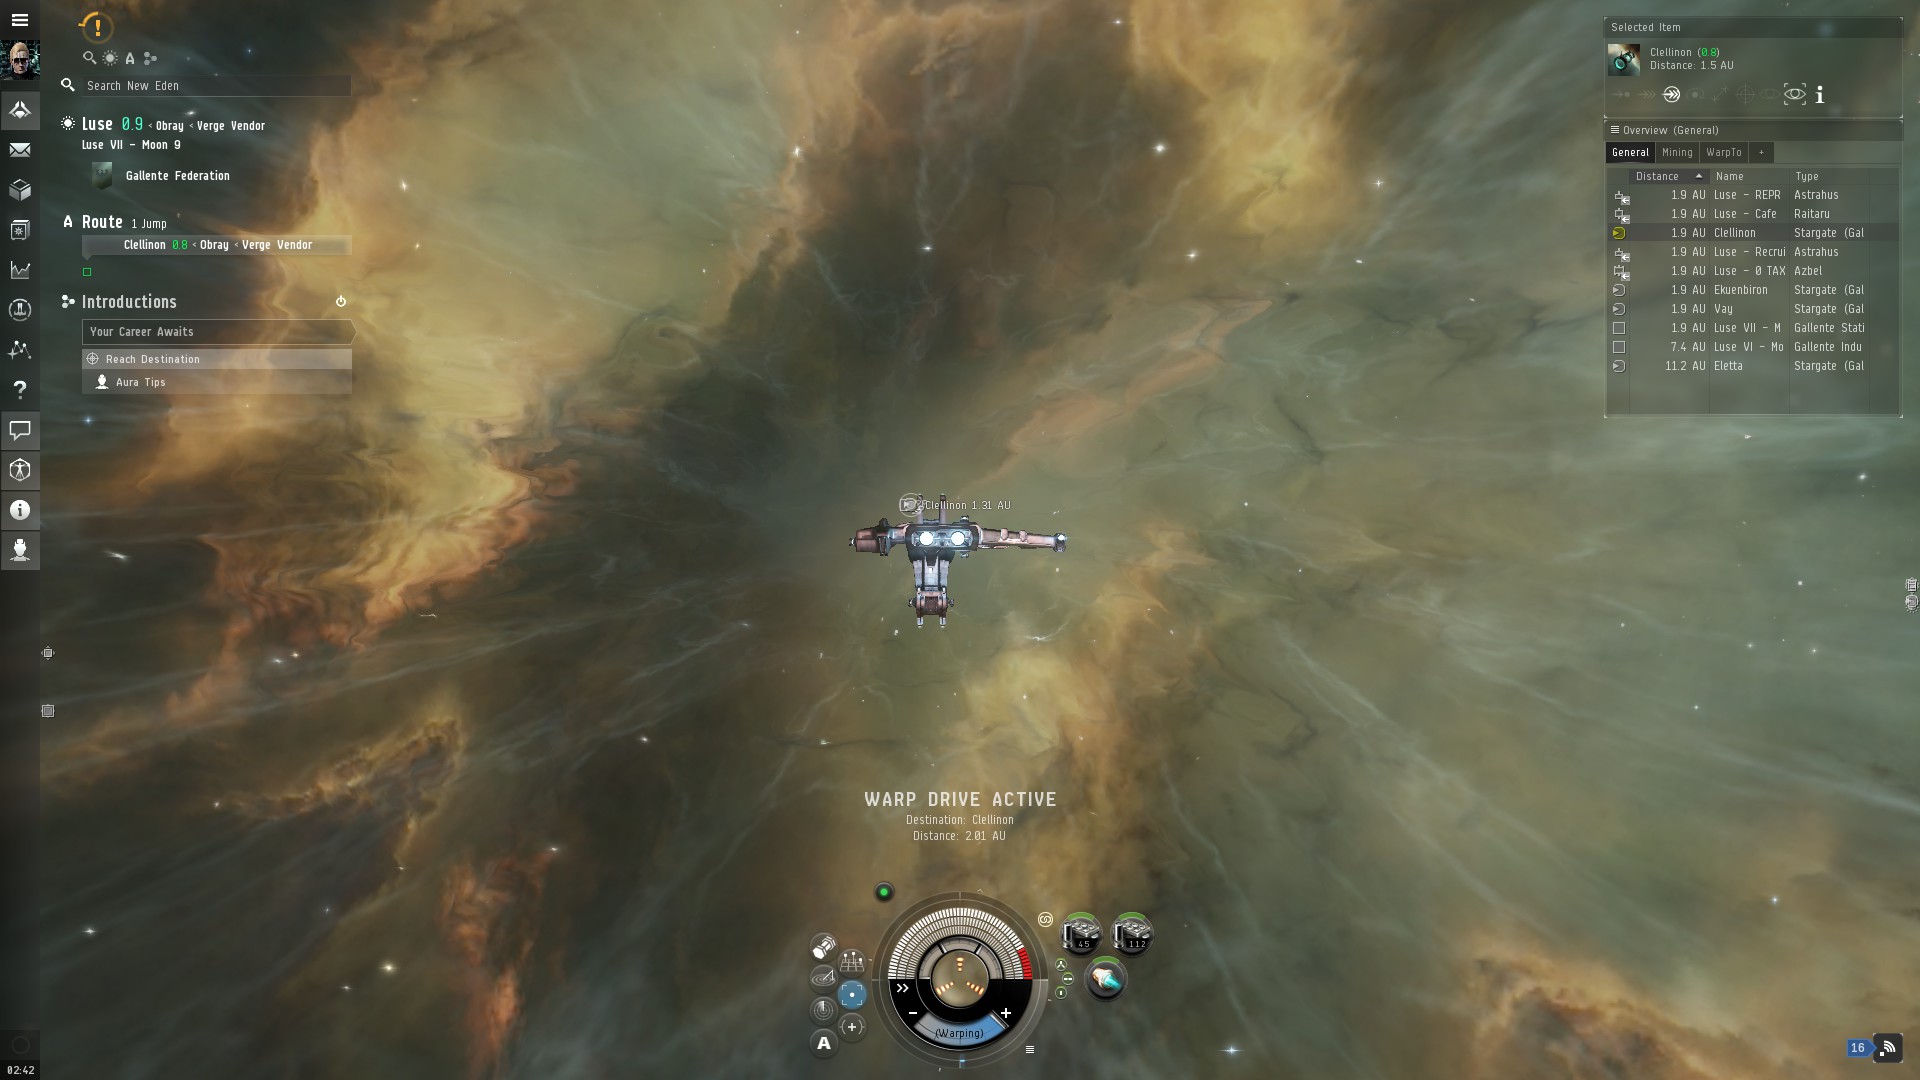 Search New Eden
Luse 0.9 < Obray < Verge Vendor
Luse VII - Moon 9
Gallente Federation
A Route 1 Jump
Clellinon 0.8 < Obray < Verge Vendor
Introductions
Your Career Awaits
Reach Destination
Aura Tips
02:42
Clellinon 1.31 AU
WARP DRIVE ACTIVE
Destination: Clellinon
Distance: 2.01 AU
(Warping)
A
45
112
Selected Item
Clellinon (0.8)
Distance: 1.5 AU
Overview (General)
General Mining WarpTo +
Distance Name Type
1.9 AU Luse - REPR Astrahus
1.9 AU Luse - Cafe Raitaru
1.9 AU Clellinon Stargate (Gal
1.9 AU Luse - Recrui Astrahus
1.9 AU Luse - 0 TAX Azbel
1.9 AU Ekuenbiron Stargate (Gal
1.9 AU Vay Stargate (Gal
1.9 AU Luse VII - M Gallente Stati
7.4 AU Luse VI - Mo Gallente Indu
11.2 AU Eletta Stargate (Gal
16